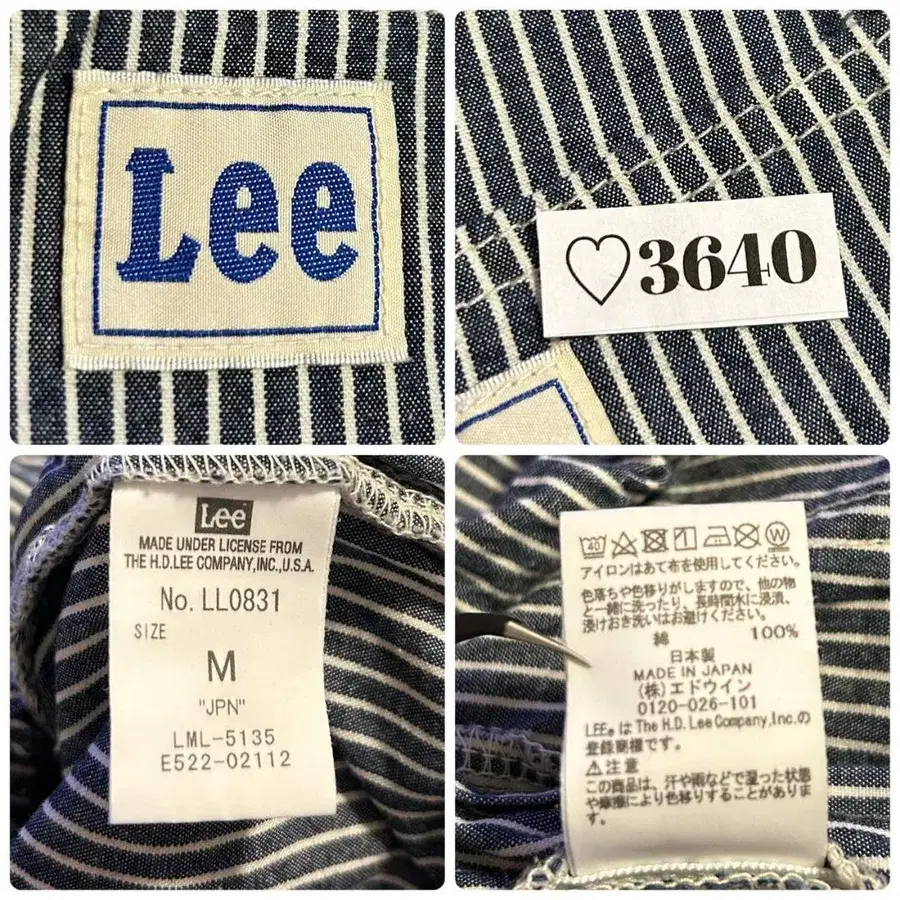 Lee
♡3640
Lee
MADE UNDER LICENSE FROM
THE H.D.LEE COMPANY,INC.,U.S.A.
No. LL0831
SIZE
M
"JPN"
LML-5135
E522-02112
40
W
アイロンはあて布を使用してください。
色落ちや色移りがしますので、他の物
と一緒に洗ったり、長時間水に浸漬、
浸けおき洗いはお避けください。
綿 100%
日本製
MADE IN JAPAN
(株)エドウイン
0120-026-101
LEE® は The H.D. Lee Company, Inc.の
登録商標です。
⚠注意
この商品は、汗や雨などで湿った状態
や摩擦により色移りすることがありま
す。